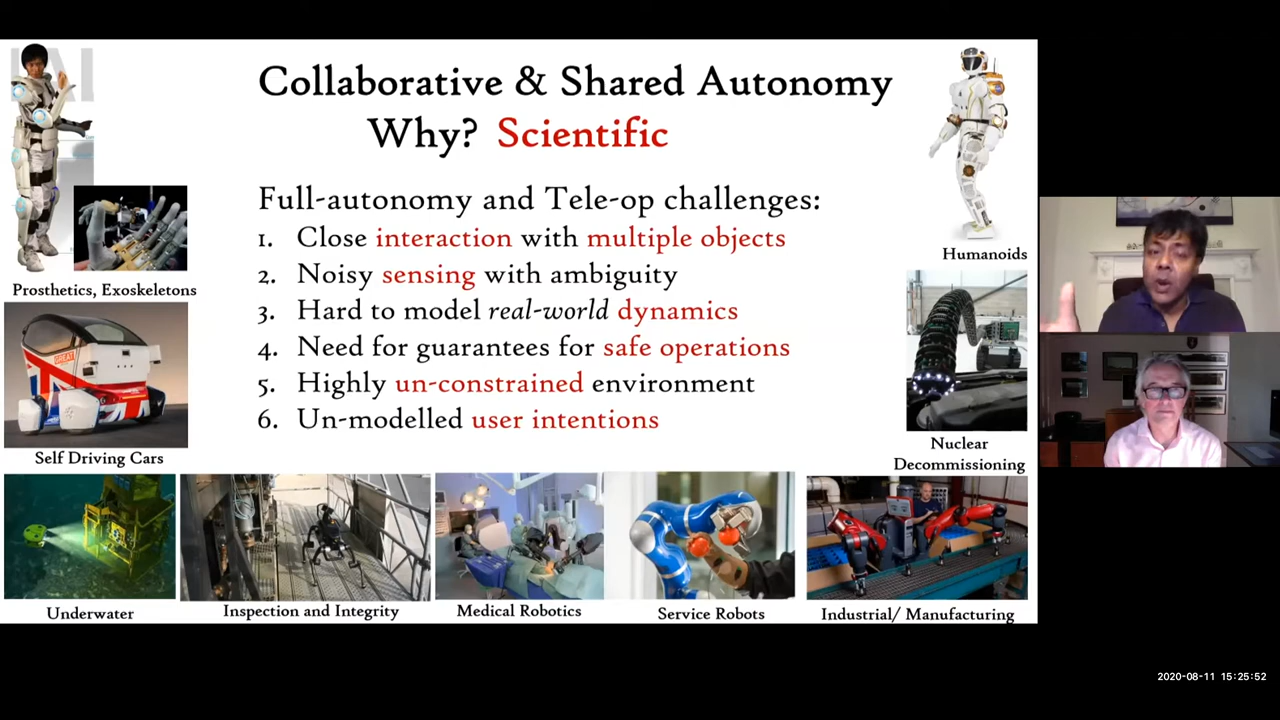 Collaborative & Shared Autonomy
Why? Scientific
Full-autonomy and Tele-op challenges:
1. Close interaction with multiple objects
2. Noisy sensing with ambiguity
3. Hard to model real-world dynamics
4. Need for guarantees for safe operations
5. Highly un-constrained environment
6. Un-modelled user intentions
Prosthetics, Exoskeletons
Humanoids
GREAT
Self Driving Cars
Nuclear
Decommissioning
Underwater
Inspection and Integrity
Medical Robotics
Service Robots
Industrial/ Manufacturing
2020-08-11 15:25:52